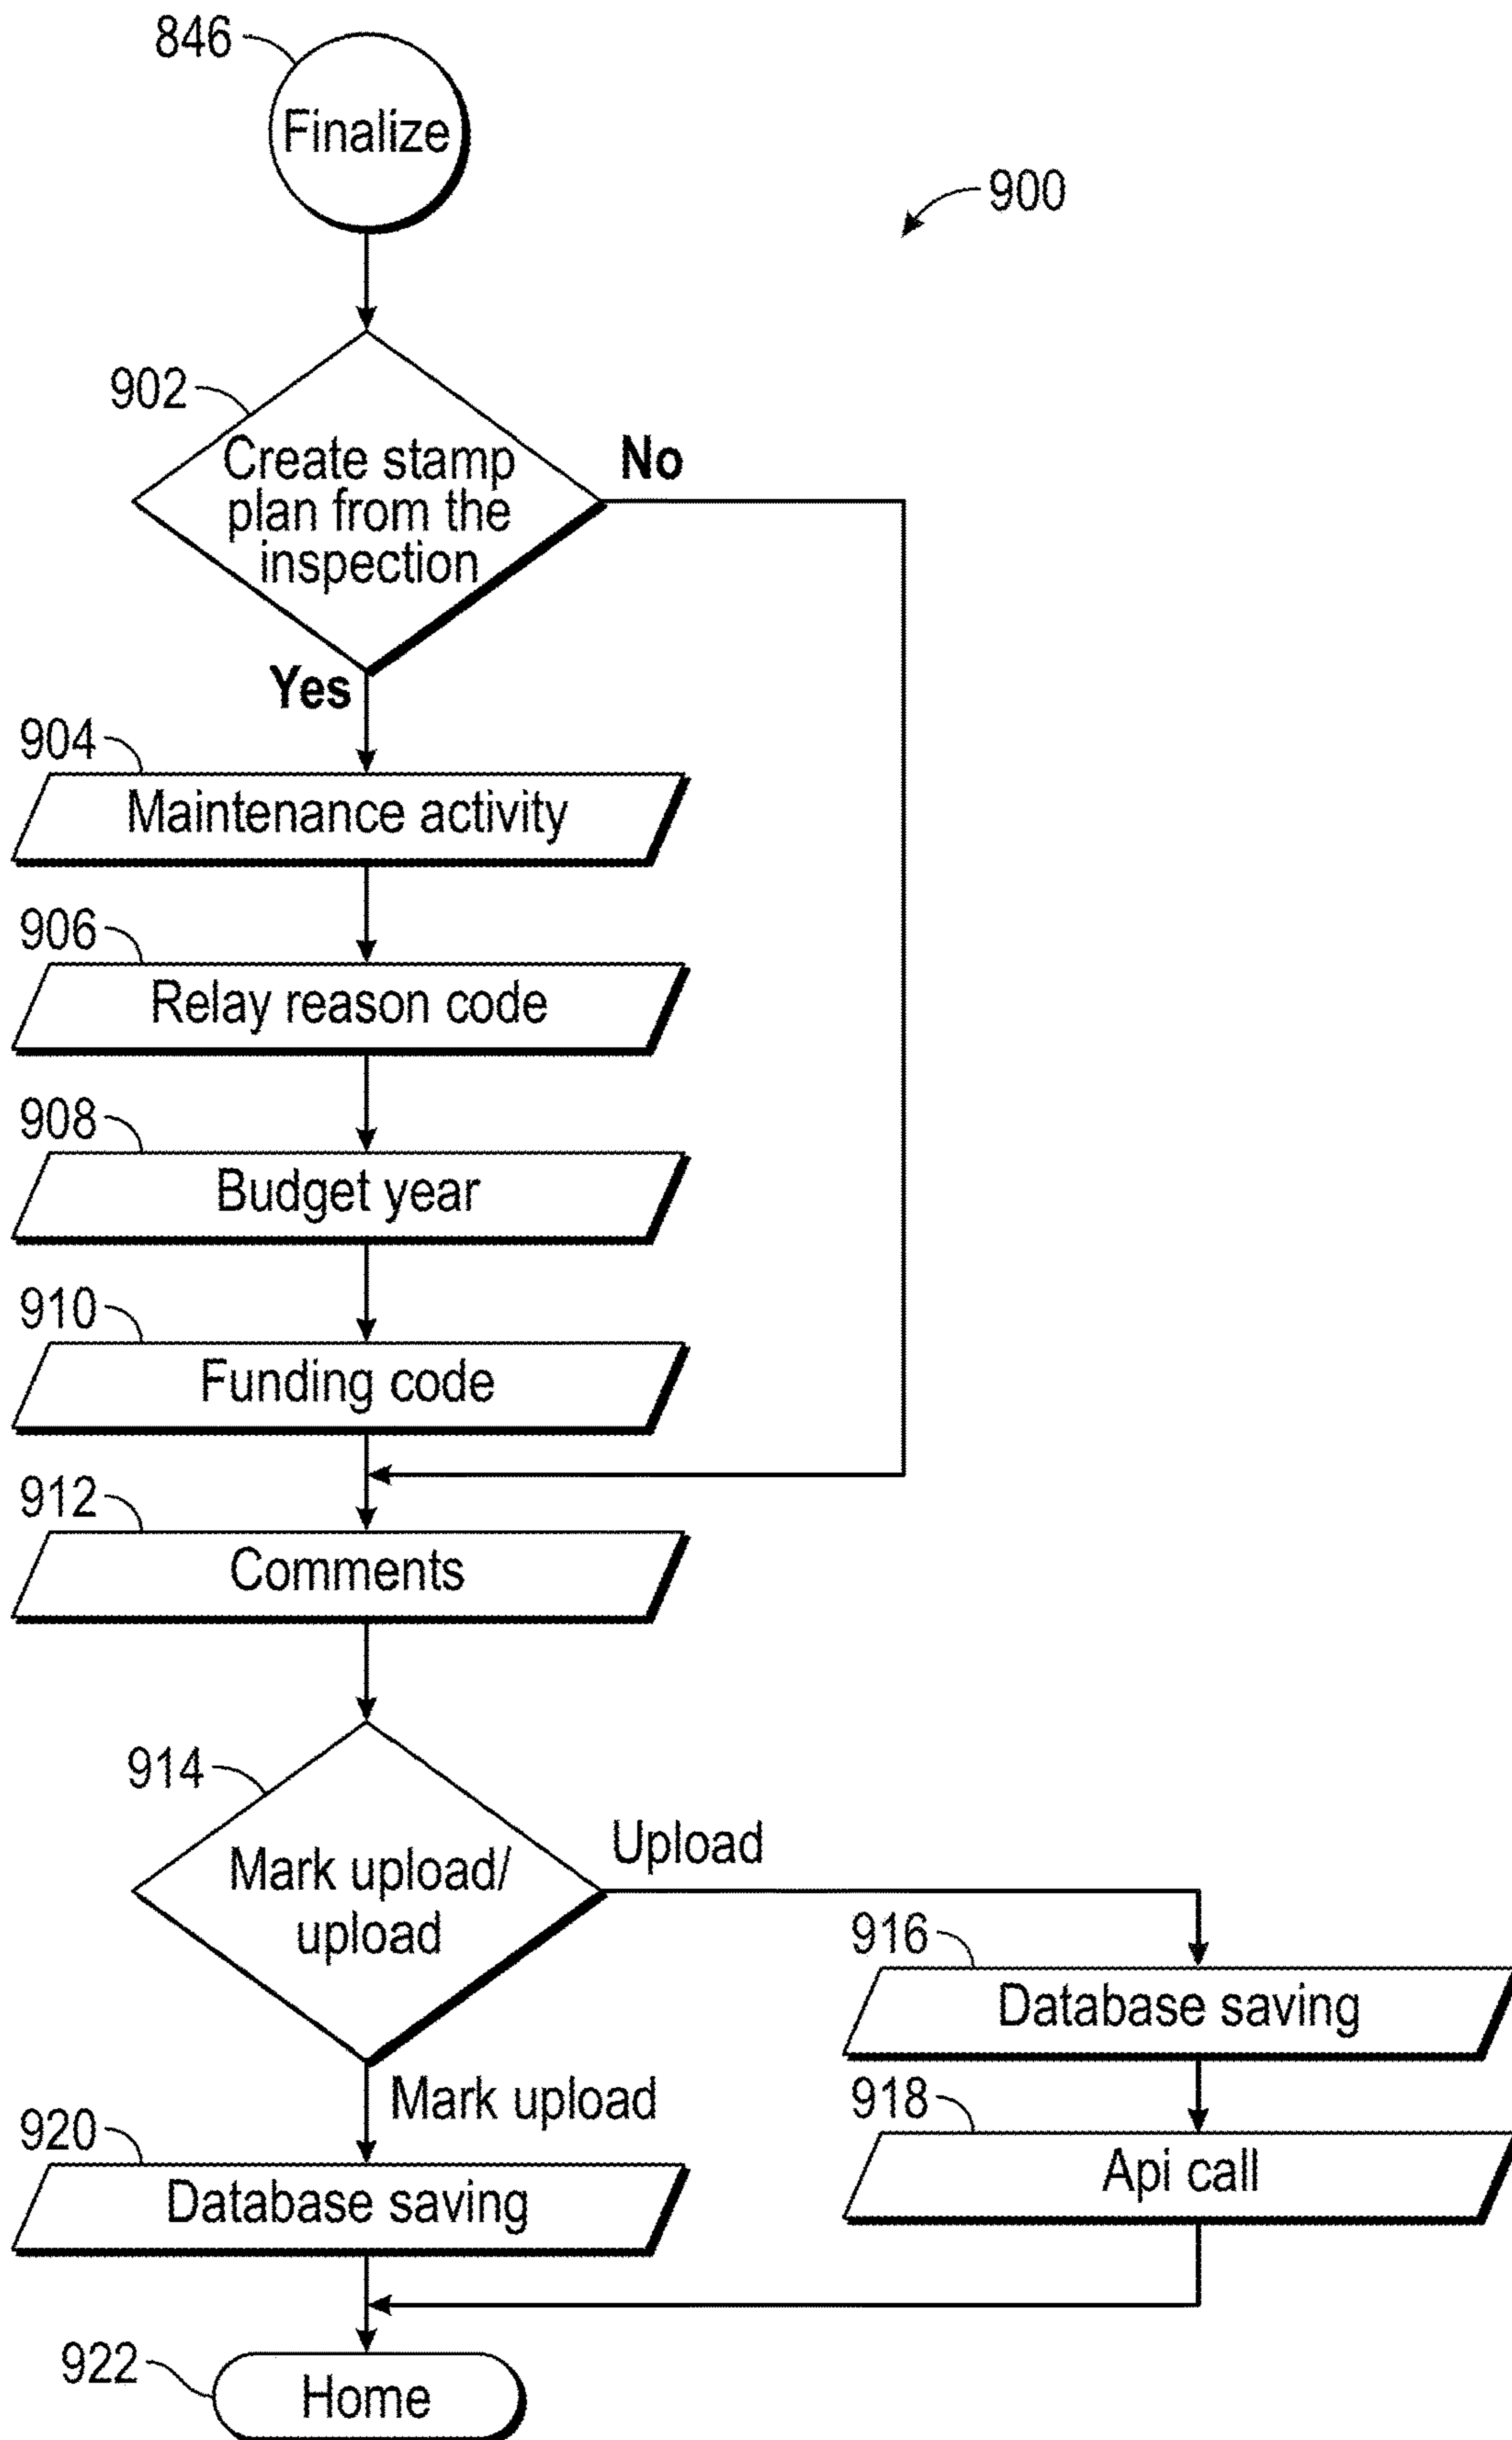 846
Finalize
900
902
Create stamp
plan from the
inspection
No
Yes
904
Maintenance activity
906
Relay reason code
908
Budget year
910
Funding code
912
Comments
914
Mark upload/
upload
Upload
916
Database saving
918
Api call
Mark upload
920
Database saving
922
Home